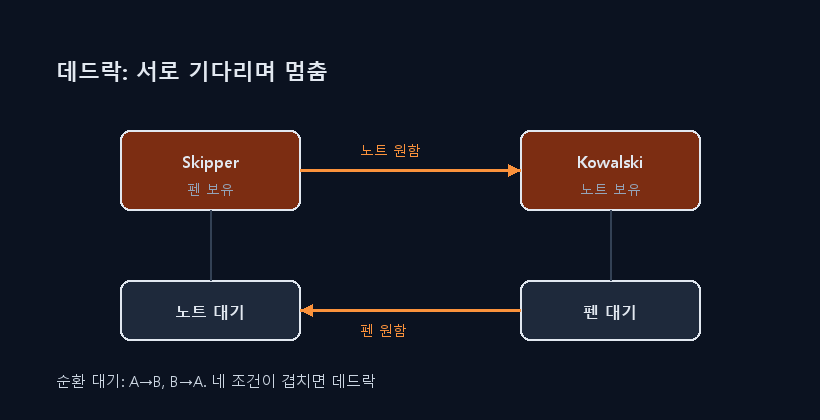 데드락: 서로 기다리며 멈춤
Skipper
펜 보유
노트 원함
Kowalski
노트 보유
노트 대기
펜 원함
펜 대기
순환 대기: A→B, B→A. 네 조건이 겹치면 데드락